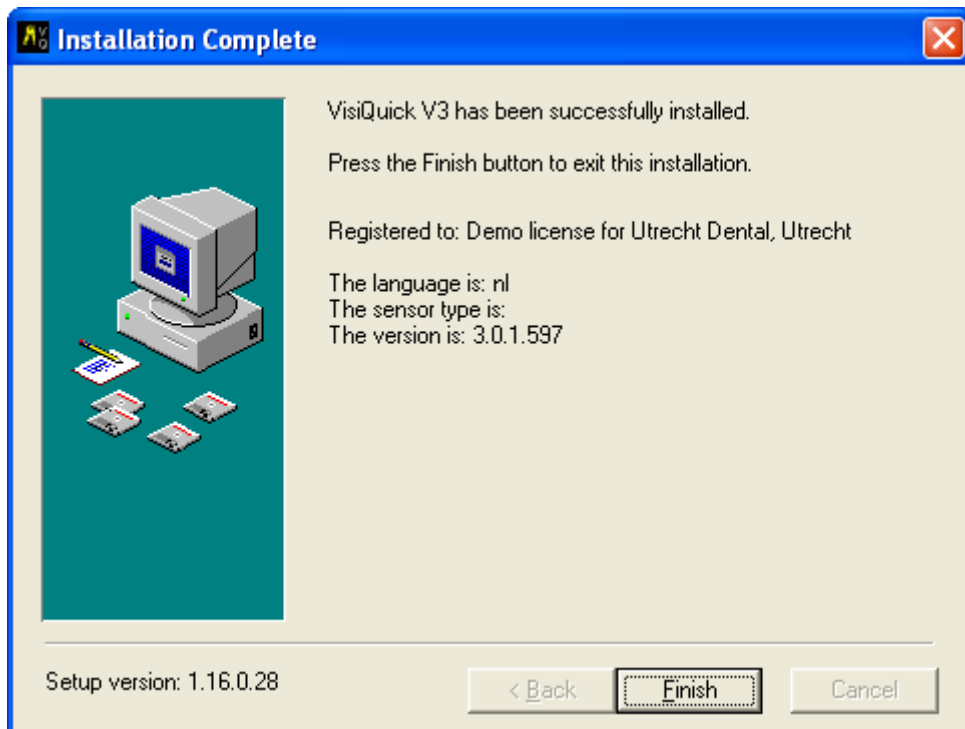 Installation Complete
VisiQuick V3 has been successfully installed.
Press the Finish button to exit this installation.
Registered to: Demo license for Utrecht Dental, Utrecht
The language is: nl
The sensor type is:
The version is: 3.0.1.597
Setup version: 1.16.0.28
< Back
Finish
Cancel